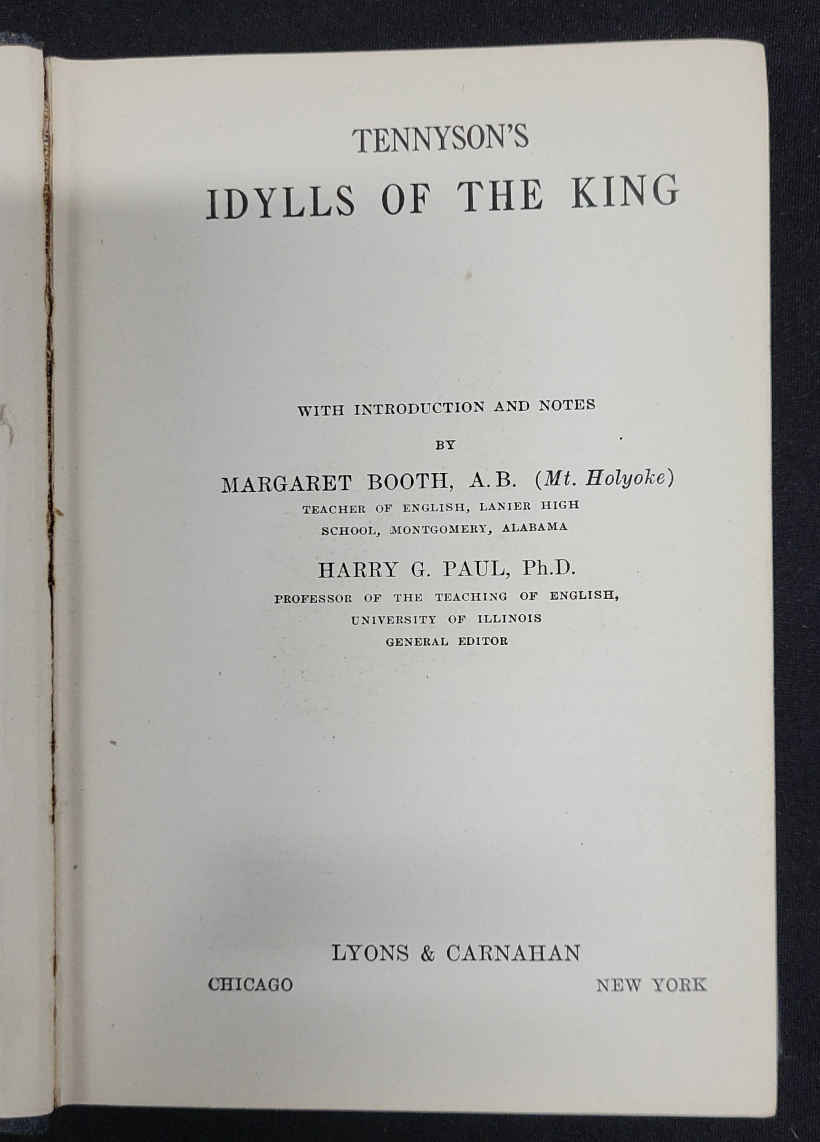 TENNYSON'S
IDYLLS OF THE KING
WITH INTRODUCTION AND NOTES
BY
MARGARET BOOTH, A.B. (Mt. Holyoke)
TEACHER OF ENGLISH, LANIER HIGH
SCHOOL, MONTGOMERY, ALABAMA
HARRY G. PAUL, Ph.D.
PROFESSOR OF THE TEACHING OF ENGLISH,
UNIVERSITY OF ILLINOIS
GENERAL EDITOR
LYONS & CARNAHAN
CHICAGO NEW YORK